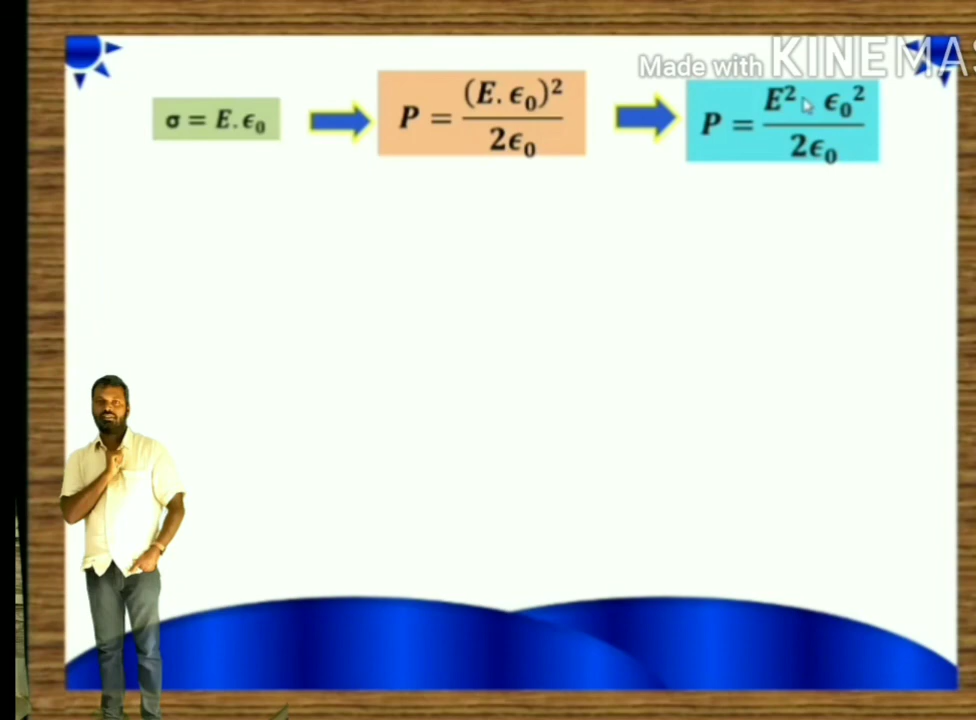 Made with KINEMAS
σ = E.ϵ₀
P = (E.ϵ₀)² / 2ϵ₀
P = E². ϵ₀² / 2ϵ₀